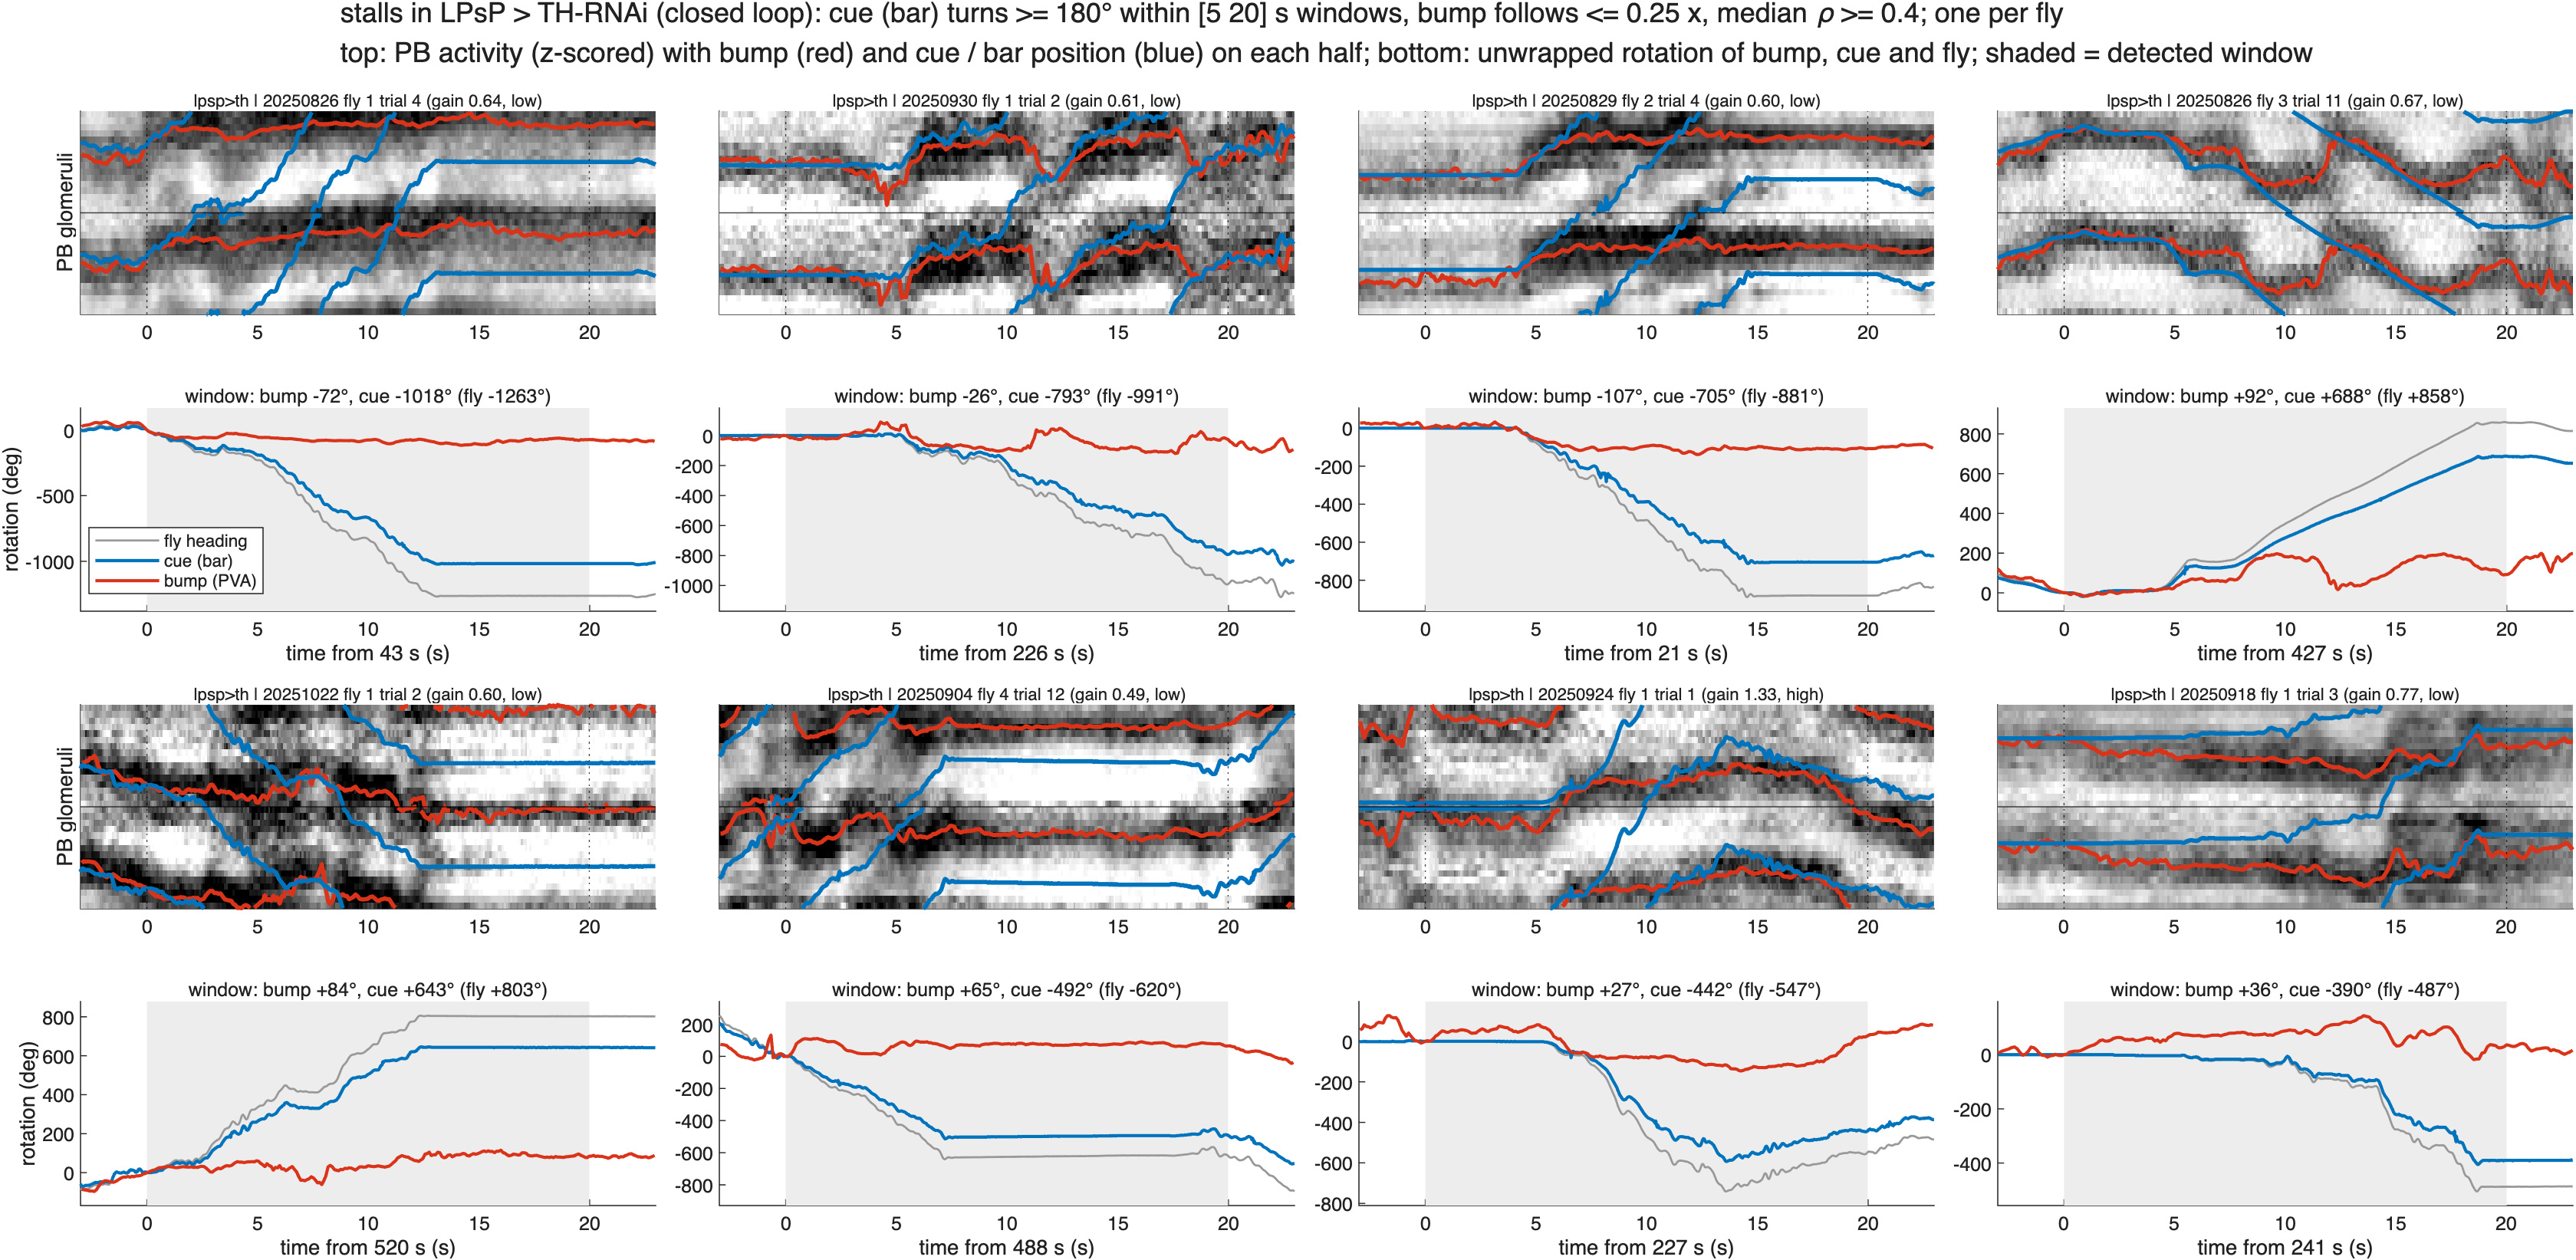 stalls in LPsP > TH-RNAi (closed loop): cue (bar) turns >= 180° within [5 20] s windows, bump follows <= 0.25 x, median ρ >= 0.4; one per fly
top: PB activity (z-scored) with bump (red) and cue / bar position (blue) on each half; bottom: unwrapped rotation of bump, cue and fly; shaded = detected window
lpsp>th | 20250826 fly 1 trial 4 (gain 0.64, low)
lpsp>th | 20250930 fly 1 trial 2 (gain 0.61, low)
lpsp>th | 20250829 fly 2 trial 4 (gain 0.60, low)
lpsp>th | 20250826 fly 3 trial 11 (gain 0.67, low)
PB glomeruli
0 5 10 15 20
0 5 10 15 20
0 5 10 15 20
0 5 10 15 20
window: bump -72°, cue -1018° (fly -1263°)
window: bump -26°, cue -793° (fly -991°)
window: bump -107°, cue -705° (fly -881°)
window: bump +92°, cue +688° (fly +858°)
rotation (deg)
0
-500
-1000
fly heading
cue (bar)
bump (PVA)
0
-200
-400
-600
-800
-1000
0
-200
-400
-600
-800
800
600
400
200
0
0 5 10 15 20
0 5 10 15 20
0 5 10 15 20
0 5 10 15 20
time from 43 s (s)
time from 226 s (s)
time from 21 s (s)
time from 427 s (s)
lpsp>th | 20251022 fly 1 trial 2 (gain 0.60, low)
lpsp>th | 20250904 fly 4 trial 12 (gain 0.49, low)
lpsp>th | 20250924 fly 1 trial 1 (gain 1.33, high)
lpsp>th | 20250918 fly 1 trial 3 (gain 0.77, low)
PB glomeruli
0 5 10 15 20
0 5 10 15 20
0 5 10 15 20
0 5 10 15 20
window: bump +84°, cue +643° (fly +803°)
window: bump +65°, cue -492° (fly -620°)
window: bump +27°, cue -442° (fly -547°)
window: bump +36°, cue -390° (fly -487°)
rotation (deg)
800
600
400
200
0
200
0
-200
-400
-600
-800
0
-200
-400
-600
-800
0
-200
-400
0 5 10 15 20
0 5 10 15 20
0 5 10 15 20
0 5 10 15 20
time from 520 s (s)
time from 488 s (s)
time from 227 s (s)
time from 241 s (s)